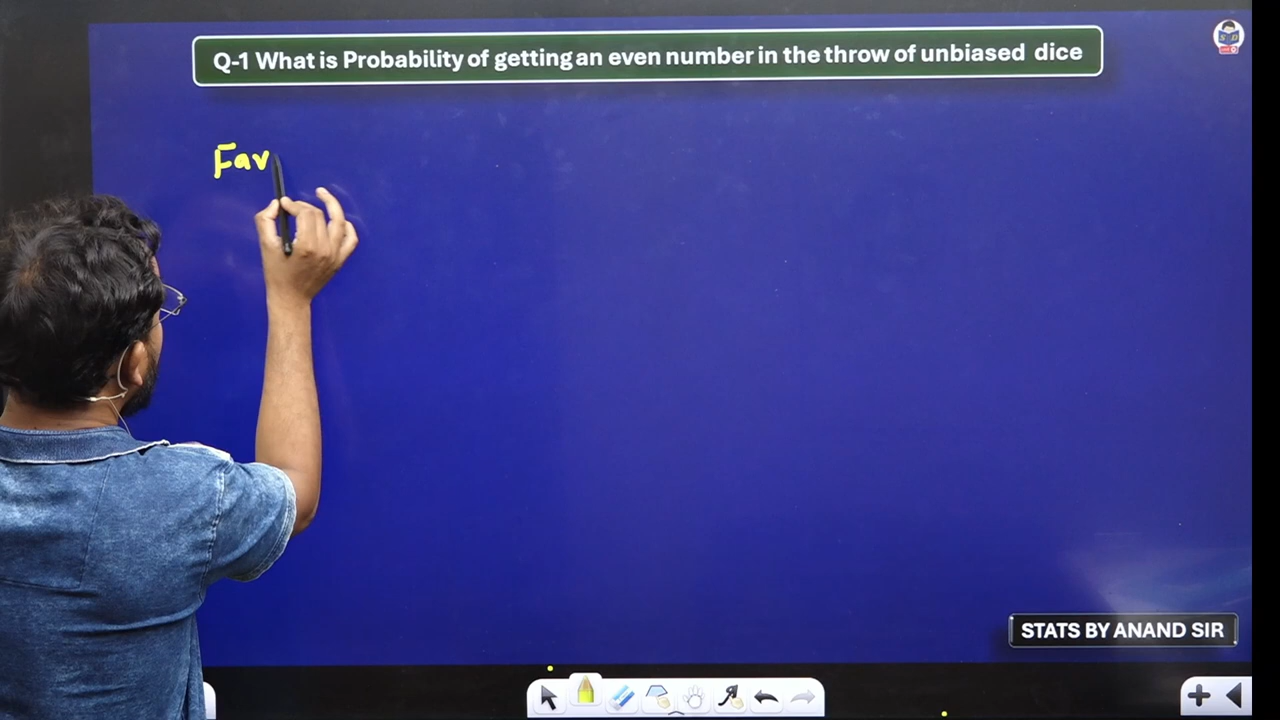 Q-1 What is Probability of getting an even number in the throw of unbiased dice
Fav
STATS BY ANAND SIR